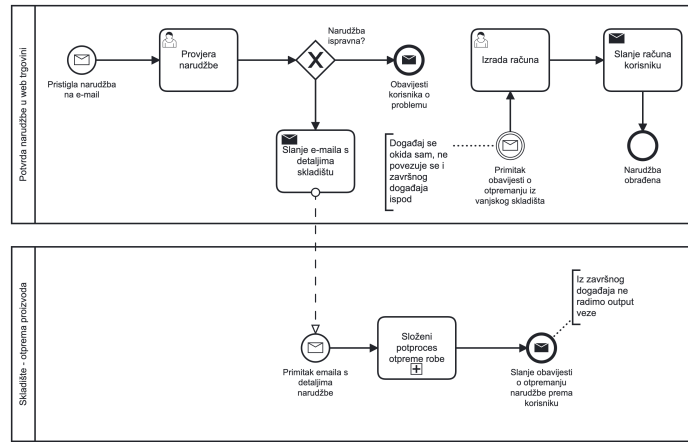 Potvrda narudžbe u web trgovini
Pristigla narudžba
na e-mail
Provjera
narudžbe
Narudžba
ispravna?
X
Obavijesti
korisnika o
problemu
Slanje e-maila s
detaljima
skladištu
Događaj se
okida sam, ne
povezuje se i
završnog
događaja
ispod
Izrada računa
Primitak
obavijesti o
otpremanju iz
vanjskog skladišta
Slanje računa
korisniku
Narudžba
obrađena
Skladište - otprema proizvoda
Primitak emaila s
detaljima
narudžbe
Složeni
potproces
otpreme robe
Slanje obavijesti
o otpremanju
narudžbe prema
korisniku
Iz završnog
događaja ne
radimo output
veze